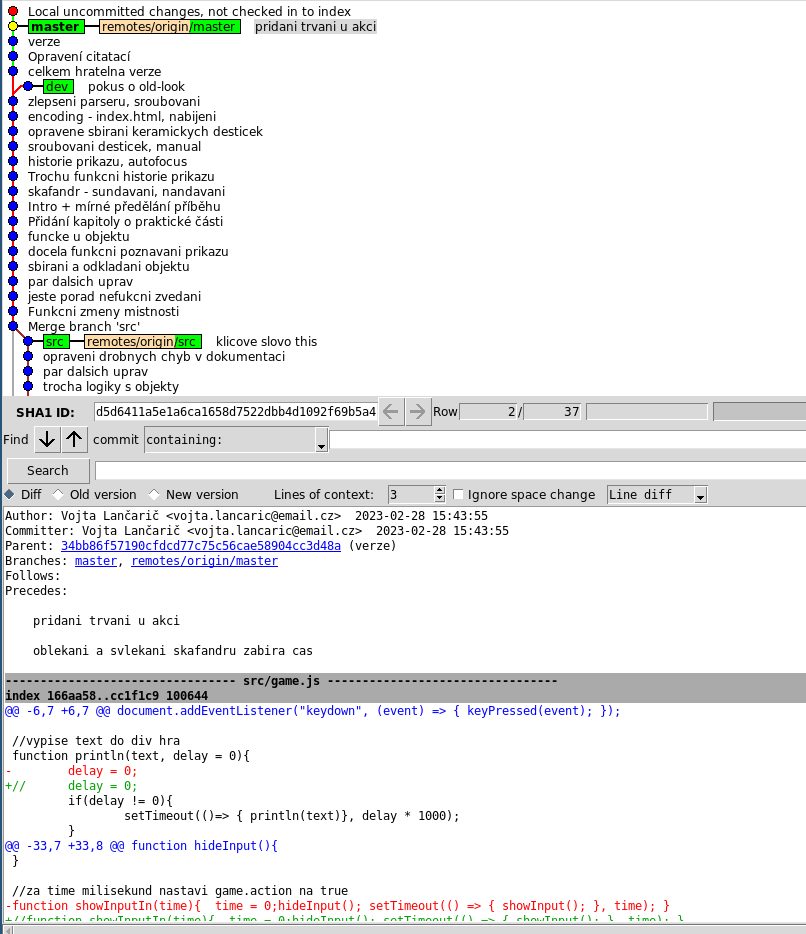 Local uncommitted changes, not checked in to index
master remotes/origin/master pridani trvani u akci
verze
Opravení citatací
celkem hratelna verze
dev pokus o old-look
zlepseni parseru, sroubovani
encoding - index.html, nabijeni
opravene sbirani keramickych desticek
sroubovani desticek, manual
historie prikazu, autofocus
Trochu funkcni historie prikazu
skafandr - sundavani, nandavani
Intro + mírné předělání příběhu
Přidání kapitoly o praktické části
funcke u objektu
docela funkcni poznavani prikazu
sbirani a odkladani objektu
par dalsich uprav
jeste porad nefukcni zvedani
Funkcni zmeny mistnosti
Merge branch 'src'
src remotes/origin/src klicove slovo this
opraveni drobnych chyb v dokumentaci
par dalsich uprav
trocha logiky s objekty
SHA1 ID: d5d6411a5e1a6ca1658d7522dbb4d1092f69b5a4 Row 2 / 37
Find commit containing:
Search
Diff Old version New version Lines of context: 3 Ignore space change Line diff
Author: Vojta Lančarič <vojta.lancaric@email.cz> 2023-02-28 15:43:55
Committer: Vojta Lančarič <vojta.lancaric@email.cz> 2023-02-28 15:43:55
Parent: 34bb86f57190cfdcd77c75c56cae58904cc3d48a (verze)
Branches: master, remotes/origin/master
Follows:
Precedes:
pridani trvani u akci
oblekani a svlekani skafandru zabira cas
--------------------------------- src/game.js ---------------------------------
index 166aa58..cc1f1c9 100644
@@ -6,7 +6,7 @@ document.addEventListener("keydown", (event) => { keyPressed(event); });
//vypise text do div hra
function println(text, delay = 0){
-        delay = 0;
+//      delay = 0;
if(delay != 0){
setTimeout(()=> { println(text)}, delay * 1000);
}
@@ -33,7 +33,8 @@ function hideInput(){
}
//za time milisekund nastavi game.action na true
-function showInputIn(time){  time = 0;hideInput(); setTimeout(() => { showInput(); }, time); }
+//function showInputIn(time){  time = 0;hideInput(); setTimeout(() => { showInput(); }, time); }